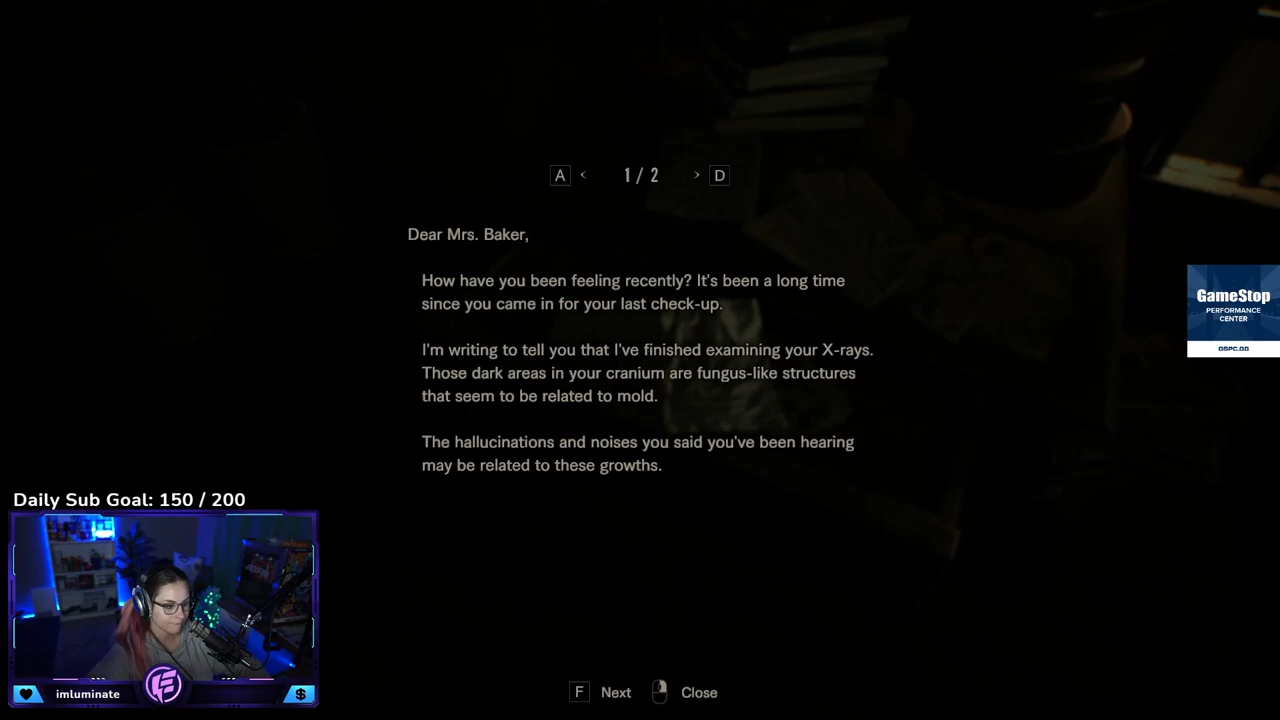 A < 1 / 2 > D
Dear Mrs. Baker,
How have you been feeling recently? It's been a long time
since you came in for your last check-up.
I'm writing to tell you that I've finished examining your X-rays.
Those dark areas in your cranium are fungus-like structures
that seem to be related to mold.
The hallucinations and noises you said you've been hearing
may be related to these growths.
GameStop
PERFORMANCE
CENTER
GSPC.GG
Daily Sub Goal: 150 / 200
imluminate
$
F Next Close